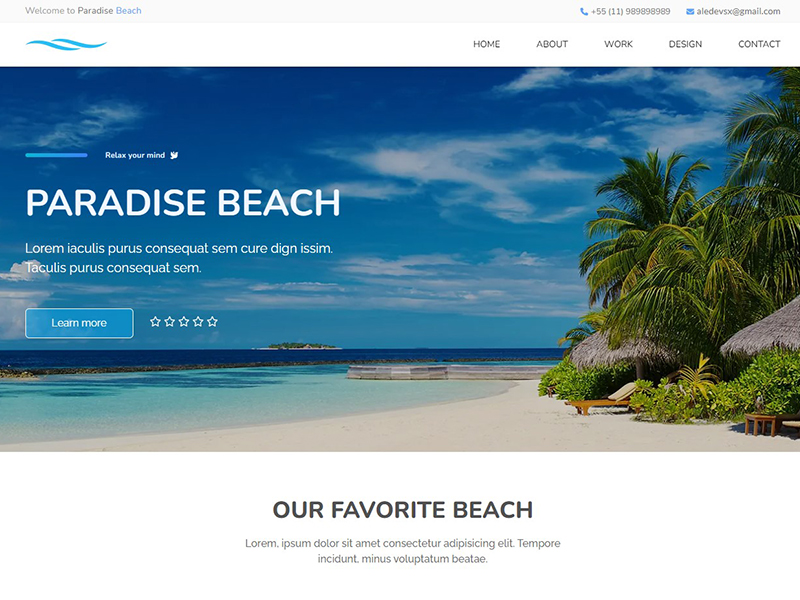 Welcome to Paradise Beach
+55 (11) 989898989 aledevsx@gmail.com
HOME ABOUT WORK DESIGN CONTACT
Relax your mind
PARADISE BEACH
Lorem iaculis purus consequat sem cure dign issim.
Taculis purus consequat sem.
Learn more
OUR FAVORITE BEACH
Lorem, ipsum dolor sit amet consectetur adipisicing elit. Tempore
incidunt, minus voluptatum beatae.